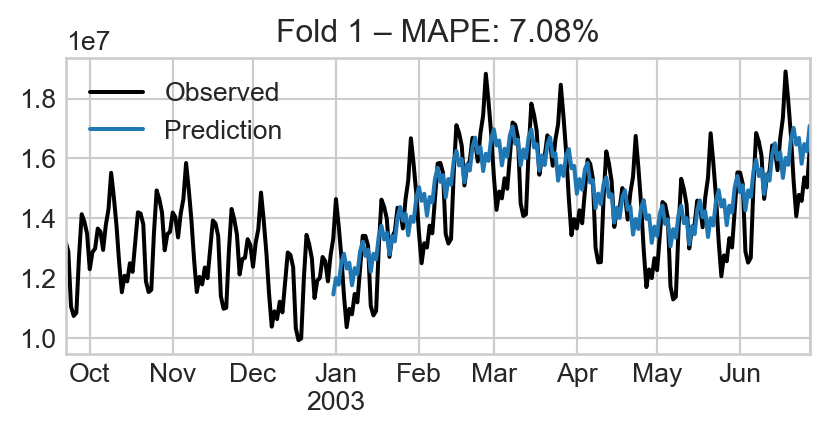 Fold 1 – MAPE: 7.08%
1e7
Observed
Prediction
1.8
1.6
1.4
1.2
1.0
Oct Nov Dec Jan Feb Mar Apr May Jun
2003